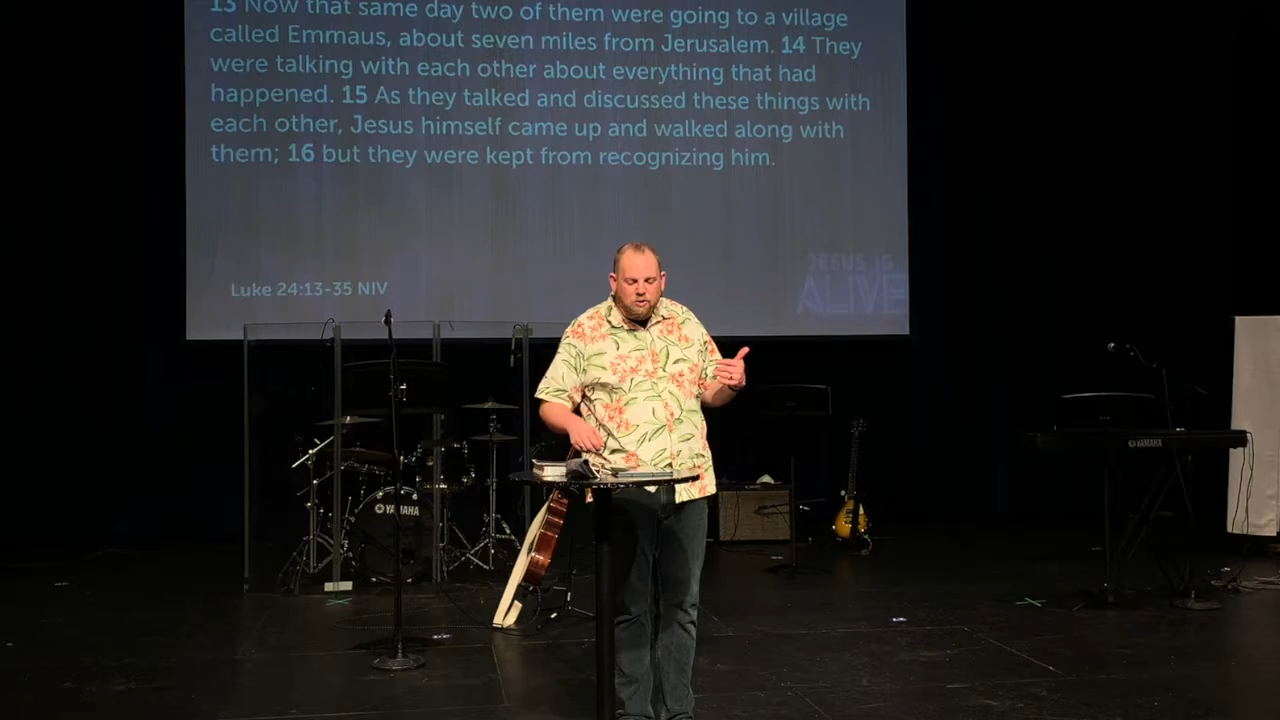 13 Now that same day two of them were going to a village
called Emmaus, about seven miles from Jerusalem. 14 They
were talking with each other about everything that had
happened. 15 As they talked and discussed these things with
each other, Jesus himself came up and walked along with
them; 16 but they were kept from recognizing him.
Luke 24:13-35 NIV
JESUS IS
ALIVE
YAMAHA
YAMAHA